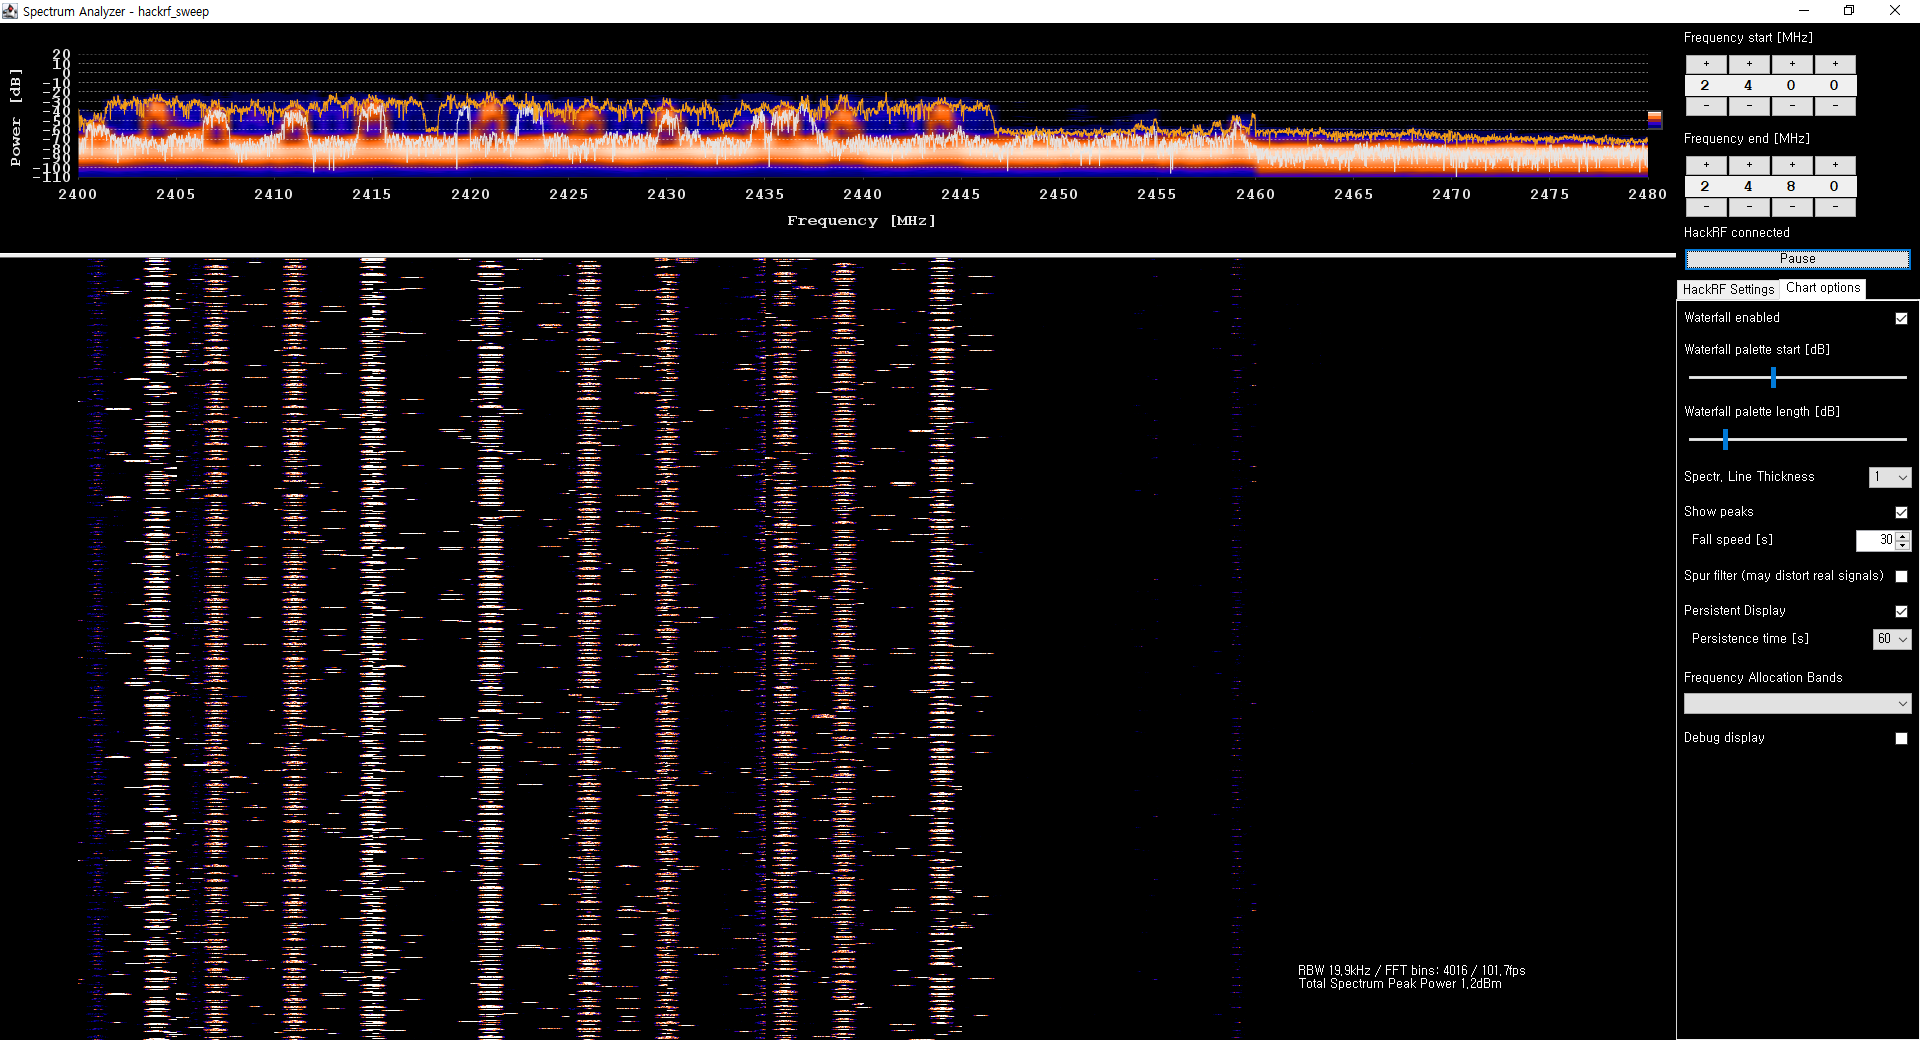 Spectrum Analyzer - hackrf_sweep
Power [dB]
20
10
0
-10
-20
-30
-40
-50
-60
-70
-80
-90
-100
-110
2400 2405 2410 2415 2420 2425 2430 2435 2440 2445 2450 2455 2460 2465 2470 2475 2480
Frequency [MHz]
RBW 19.9kHz / FFT bins: 4016 / 101.7fps
Total Spectrum Peak Power 1.2dBm
Frequency start [MHz]
+ + + +
2 4 0 0
- - - -
Frequency end [MHz]
+ + + +
2 4 8 0
- - - -
HackRF connected
Pause
HackRF Settings Chart options
Waterfall enabled
Waterfall palette start [dB]
Waterfall palette length [dB]
Spectr. Line Thickness 1
Show peaks
Fall speed [s] 30
Spur filter (may distort real signals)
Persistent Display
Persistence time [s] 60
Frequency Allocation Bands
Debug display